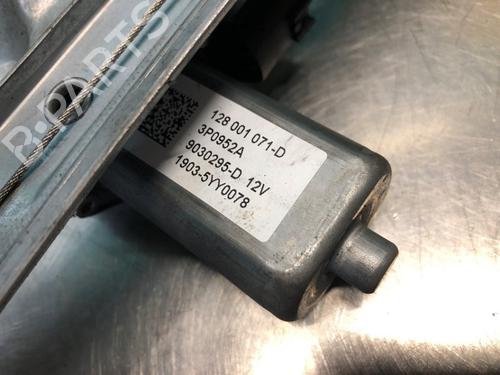 B-PARTS
128 001 071-D
3P0952A
9030295-D 12V
1903-5YY0078